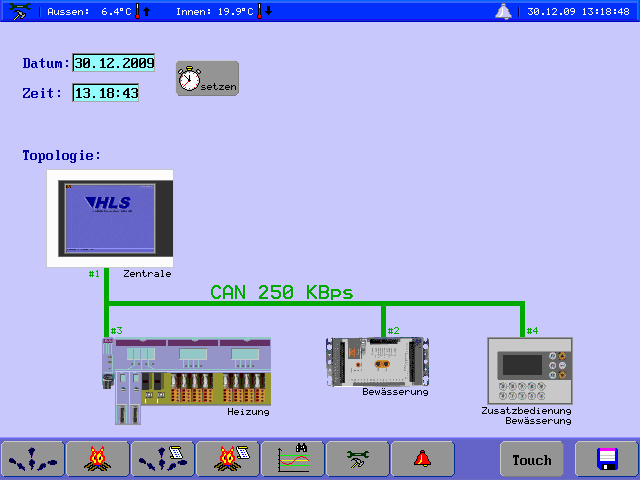 Aussen: 6.4°C Innen: 19.9°C 30.12.09 13:18:48
Datum: 30.12.2009
setzen
Zeit: 13.18:43
Topologie:
HLS
#1 Zentrale
CAN 250 KBps
#3 #2 #4
Heizung
Bewässerung
Zusatzbedienung
Bewässerung
Touch